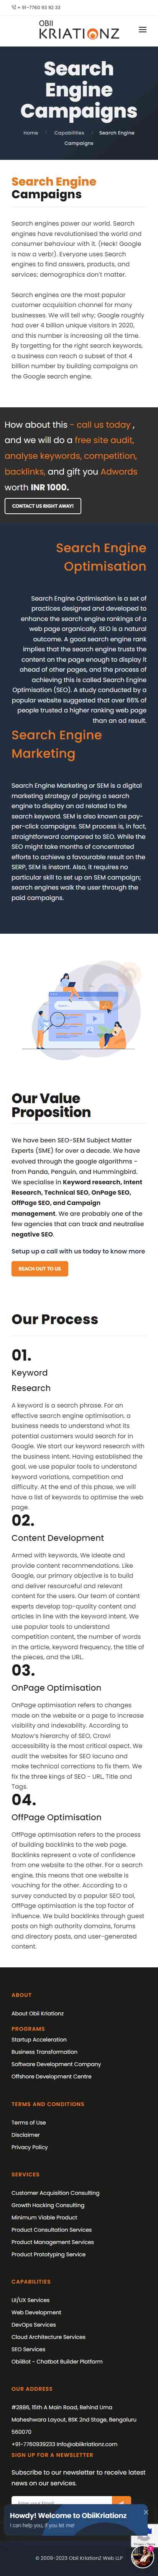 + 91-7760 93 92 33
OBII
KRIATIONZ
Search
Engine
Campaigns
Home
Capabilities
Search Engine
Campaigns
Search Engine
Campaigns
Search engines power our world. Search
engines have revolutionised the world and
consumer behaviour with it. (Heck! Google
is now a verb!). Everyone uses Search
engines to find answers, products, and
services; demographics don't matter.
Search engines are the most popular
customer acquisition channel for many
businesses. We will tell why; Google roughly
had over 4 billion unique visitors in 2020,
and this number is increasing all the time.
By targetting for the right search keywords,
a business can reach a subset of that 4
billion number by building campaigns on
the Google search engine.
How about this - call us today ,
and we will do a free site audit,
analyse keywords, competition,
backlinks, and gift you Adwords
worth INR 1000.
CONTACT US RIGHT AWAY!
Search Engine
Optimisation
Search Engine Optimisation is a set of
practices designed and developed to
enhance the search engine rankings of a
web page organically. SEO is a natural
outcome. A good search engine rank
implies that the search engine trusts the
content on the page enough to display it
ahead of other pages, and the process of
achieving this is called Search Engine
Optimisation (SEO). A study conducted by a
popular website suggested that over 66% of
people trust an organic ranking web page
than an ad result.
Search Engine
Marketing
Search Engine Marketing or SEM is a digital
marketing strategy of paying a search
engine to display an ad related to the
search keyword. SEM is also known as pay-
per-click campaigns. SEM process is, in fact,
straightforward compared to SEO. While the
SEO might take months of concentrated
efforts to achieve a favourable result on the
SERP, SEM is instant. Also, it requires no
particular skill to set up an SEM campaign;
search engines walk the user through the
paid campaigns.
Our Value
Proposition
We have been SEO-SEM Subject Matter
Experts (SME) for over a decade. We have
evolved through the google algorithms –
from Panda, Penguin, and Hummingbird.
We specialise in Keyword research, Intent
Research, Technical SEO, OnPage SEO,
OffPage SEO, and Campaign
management. We are probably one of the
few agencies that can track and neutralise
negative SEO.
Setup up a call with us today to know more
REACH OUT TO US
Our Process
01.
Keyword
Research
A keyword is a search phrase. For an
effective search engine optimisation, a
business needs to understand what its
potential customers would search for in
Google. We start our keyword research with
the business intent. Having established the
goal, we use popular tools to understand
keyword variations, competition and
difficulty. At the end of this phase, we will
have a list of keywords to optimise the web
page.
02.
Content Development
Armed with keywords, We ideate and
provide content recommendations. Like
Google, our primary objective is to build
and offer resourceful and relevant
content for the users. Our team of content
experts develops top-quality content and
articles in line with the keyword intent. We
use popular tools to understand
competition content, the number of words
in the article, keyword frequency, the title of
the pieces, and the URL.
03.
OnPage Optimisation
OnPage optimisation refers to changes
made on the website or a page to increase
visibility and indexability. According to
Mozlow's hierarchy of SEO, Crawl
accessibility is the most critical aspect. We
audit the websites for SEO lacuna and
make technical corrections to fix them. We
fix the three kings of SEO - URL, Title and
Tags.
04.
OffPage Optimisation
OffPage optimisation refers to the process
of building backlinks to the web page.
Backlinks represent a vote of confidence
from one website to the other. For a search
engine, this means that one website is
vouching for the other. According to a
survey conducted by a popular SEO tool,
OffPage optimisation is the top factor of
influence. We build backlinks through guest
posts on high authority domains, forums
and directory posts, and user-generated
content.
ABOUT
About Obii Kriationz
PROGRAMS
Startup Acceleration
Business Transformation
Software Development Company
Offshore Development Centre
TERMS AND CONDITIONS
Terms of Use
Disclaimer
Privacy Policy
SERVICES
Customer Acquisition Consulting
Growth Hacking Consulting
Minimum Viable Product
Product Consultation Services
Product Management Services
Product Prototyping Service
CAPABILITIES
UI/UX Services
Web Development
DevOps Services
Cloud Architecture Services
SEO Services
ObiiBot - Chatbot Builder Platform
OUR ADDRESS
#2886, 15th A Main Road, Behind Uma
Maheshwara Layout, BSK 2nd Stage, Bengaluru
560070
+91-7760939233 info@obiikriationz.com
SIGN UP FOR A NEWSLETTER
Subscribe to our newsletter to receive latest
news on our services.
Howdy! Welcome to ObiiKriationz
I can help you, if you let me!
© 2009-2023 Obii Kriationz Web LLP